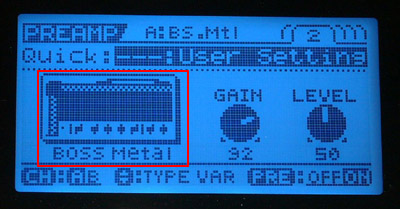 PREAMP A:BS.Mtl 2
Quick:---:User Setting
GAIN LEVEL
BOSS Metal 92 50
CH:AB :TYPE VAR PRE:OFF ON